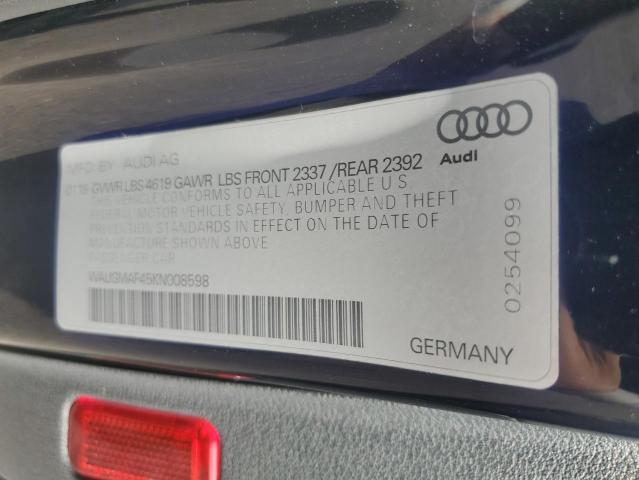 MFD. BY AUDI AG
GVWR LBS 4619 GAWR LBS FRONT 2337 / REAR 2392
THIS VEHICLE CONFORMS TO ALL APPLICABLE U S
FEDERAL MOTOR VEHICLE SAFETY, BUMPER AND THEFT
PREVENTION STANDARDS IN EFFECT ON THE DATE OF
MANUFACTURE SHOWN ABOVE
PASSENGER CAR
WAUGMAF45KN008598
Audi
0254099
GERMANY